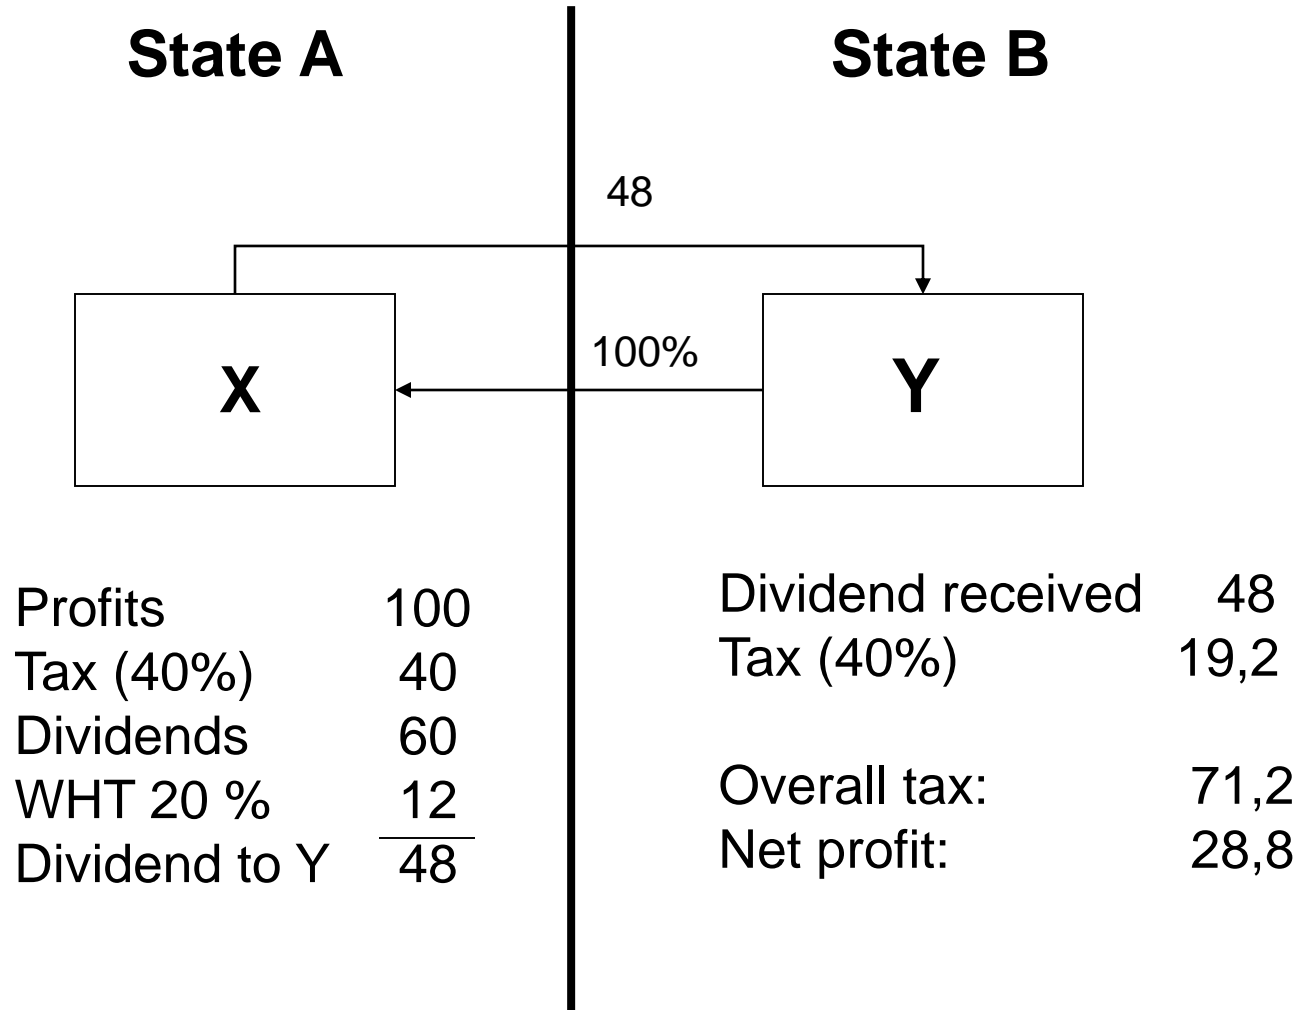 State A
State B
48
100%
X
Y
Profits 100
Tax (40%) 40
Dividends 60
WHT 20 % 12
Dividend to Y 48
Dividend received 48
Tax (40%) 19,2
Overall tax: 71,2
Net profit: 28,8